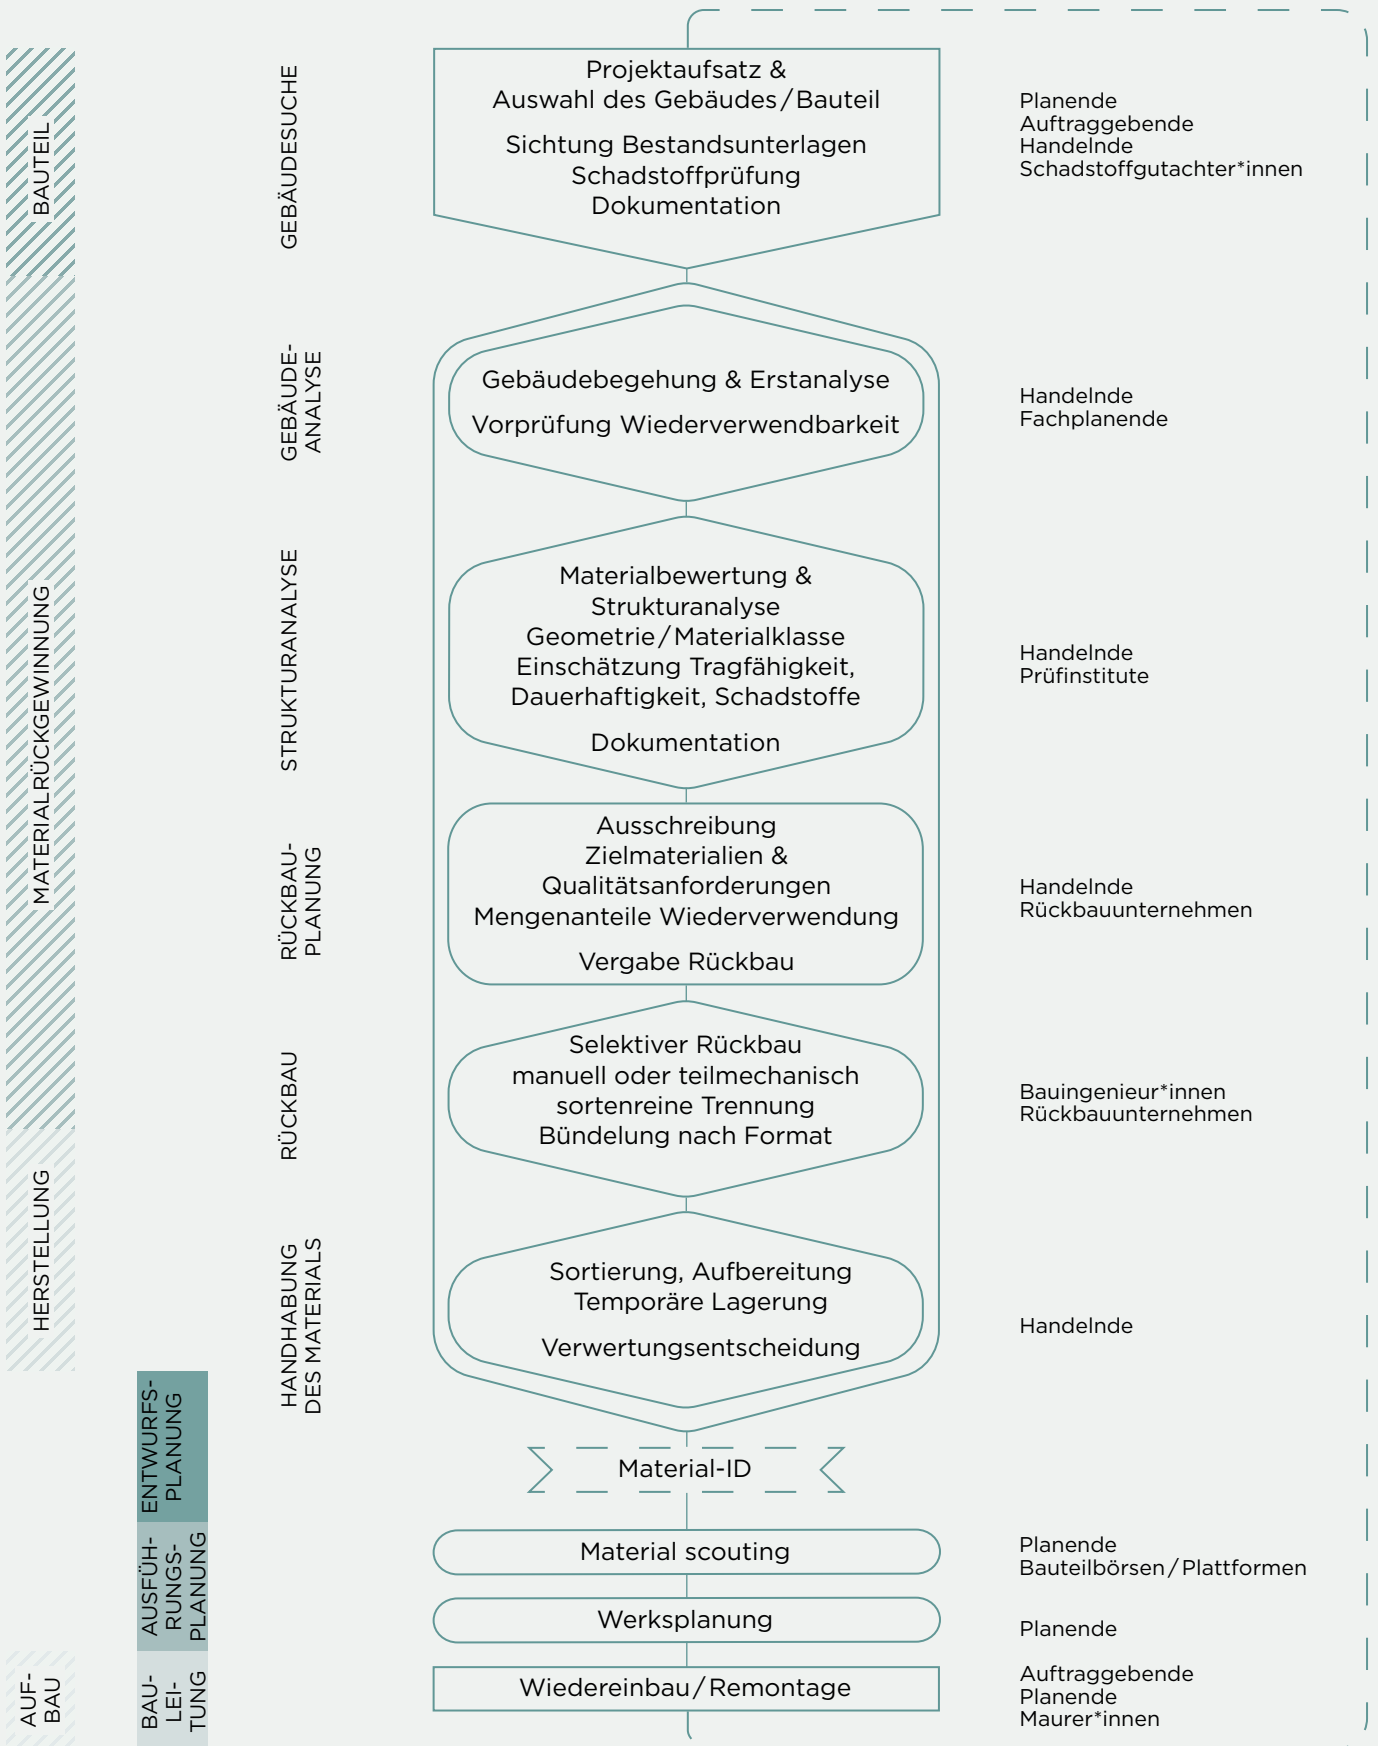 BAUTEIL
GEBÄUDESUCHE
Projektaufsatz &
Auswahl des Gebäudes / Bauteil
Sichtung Bestandsunterlagen
Schadstoffprüfung
Dokumentation
Planende
Auftraggebende
Handelnde
Schadstoffgutachter*innen
MATERIALRÜCKGEWINNUNG
GEBÄUDE-
ANALYSE
Gebäudebegehung & Erstanalyse
Vorprüfung Wiederverwendbarkeit
Handelnde
Fachplanende
STRUKTURANALYSE
Materialbewertung &
Strukturanalyse
Geometrie / Materialklasse
Einschätzung Tragfähigkeit,
Dauerhaftigkeit, Schadstoffe
Dokumentation
Handelnde
Prüfinstitute
RÜCKBAU-
PLANUNG
Ausschreibung
Zielmaterialien &
Qualitätsanforderungen
Mengenanteile Wiederverwendung
Vergabe Rückbau
Handelnde
Rückbauunternehmen
RÜCKBAU
Selektiver Rückbau
manuell oder teilmechanisch
sortenreine Trennung
Bündelung nach Format
Bauingenieur*innen
Rückbauunternehmen
HERSTELLUNG
HANDHABUNG
DES MATERIALS
Sortierung, Aufbereitung
Temporäre Lagerung
Verwertungsentscheidung
Handelnde
ENTWURFS-
PLANUNG
Material-ID
AUSFÜH-
RUNGS-
PLANUNG
Material scouting
Planende
Bauteilbörsen / Plattformen
Werksplanung
Planende
AUF-
BAU
BAU-
LEI-
TUNG
Wiedereinbau / Remontage
Auftraggebende
Planende
Maurer*innen